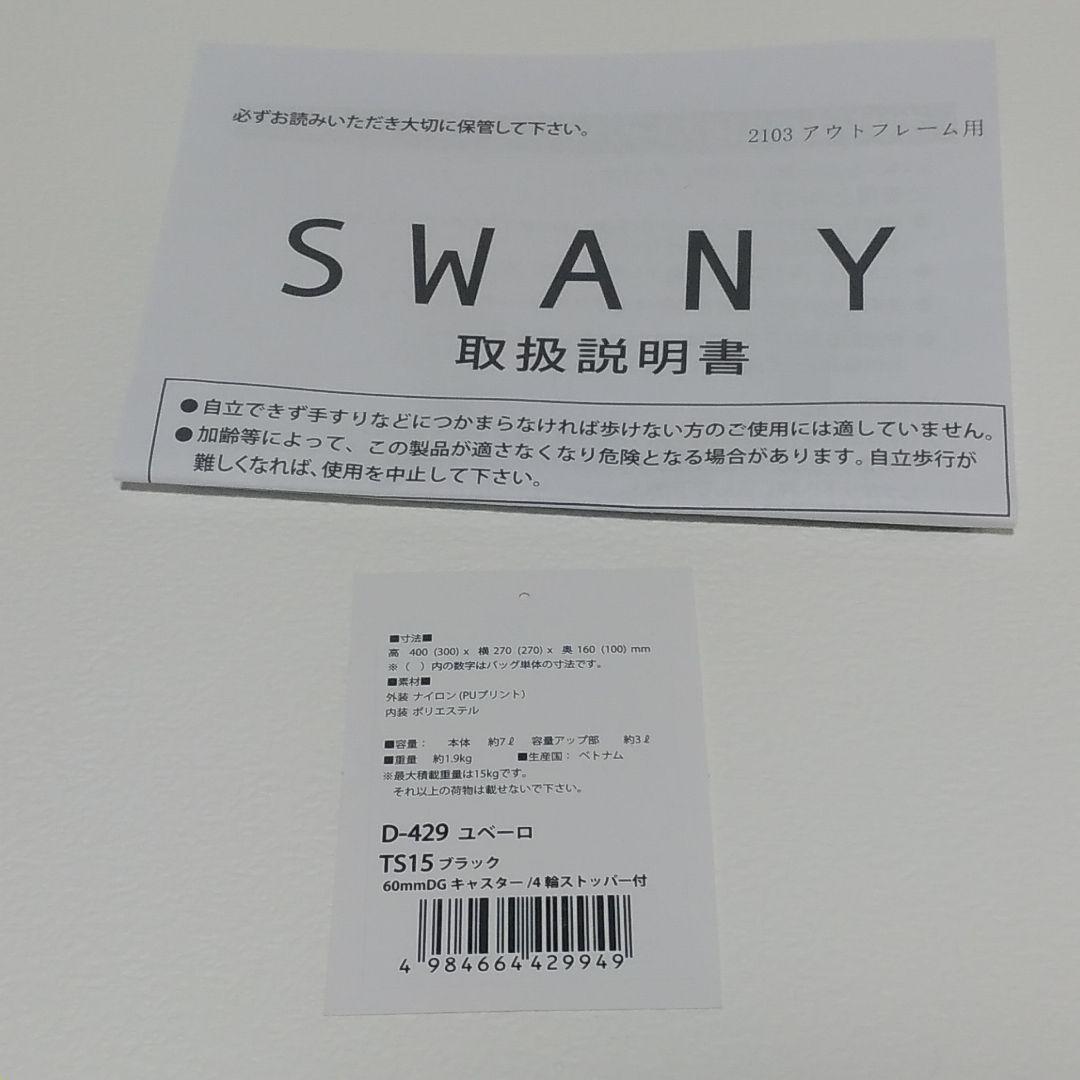 必ずお読みいただき大切に保管して下さい。
2103 アウトフレーム用
SWANY
取扱説明書
●自立できず手すりなどにつかまらなければ歩けない方のご使用には適していません。
●加齢等によって、この製品が適さなくなり危険となる場合があります。自立歩行が
難しくなれば、使用を中止して下さい。
■寸法■
高 400 (300) x 横 270 (270) x 奥 160 (100) mm
※( )内の数字はバッグ単体の寸法です。
■素材■
外装 ナイロン(PUプリント)
内装 ポリエステル
■容量： 本体 約7ℓ 容量アップ部 約3ℓ
■重量 約1.9kg ■生産国： ベトナム
※最大積載重量は15kgです。
それ以上の荷物は載せないで下さい。
D-429 ユベーロ
TS15 ブラック
60mmDG キャスター /4 輪ストッパー付
4 984664 429949